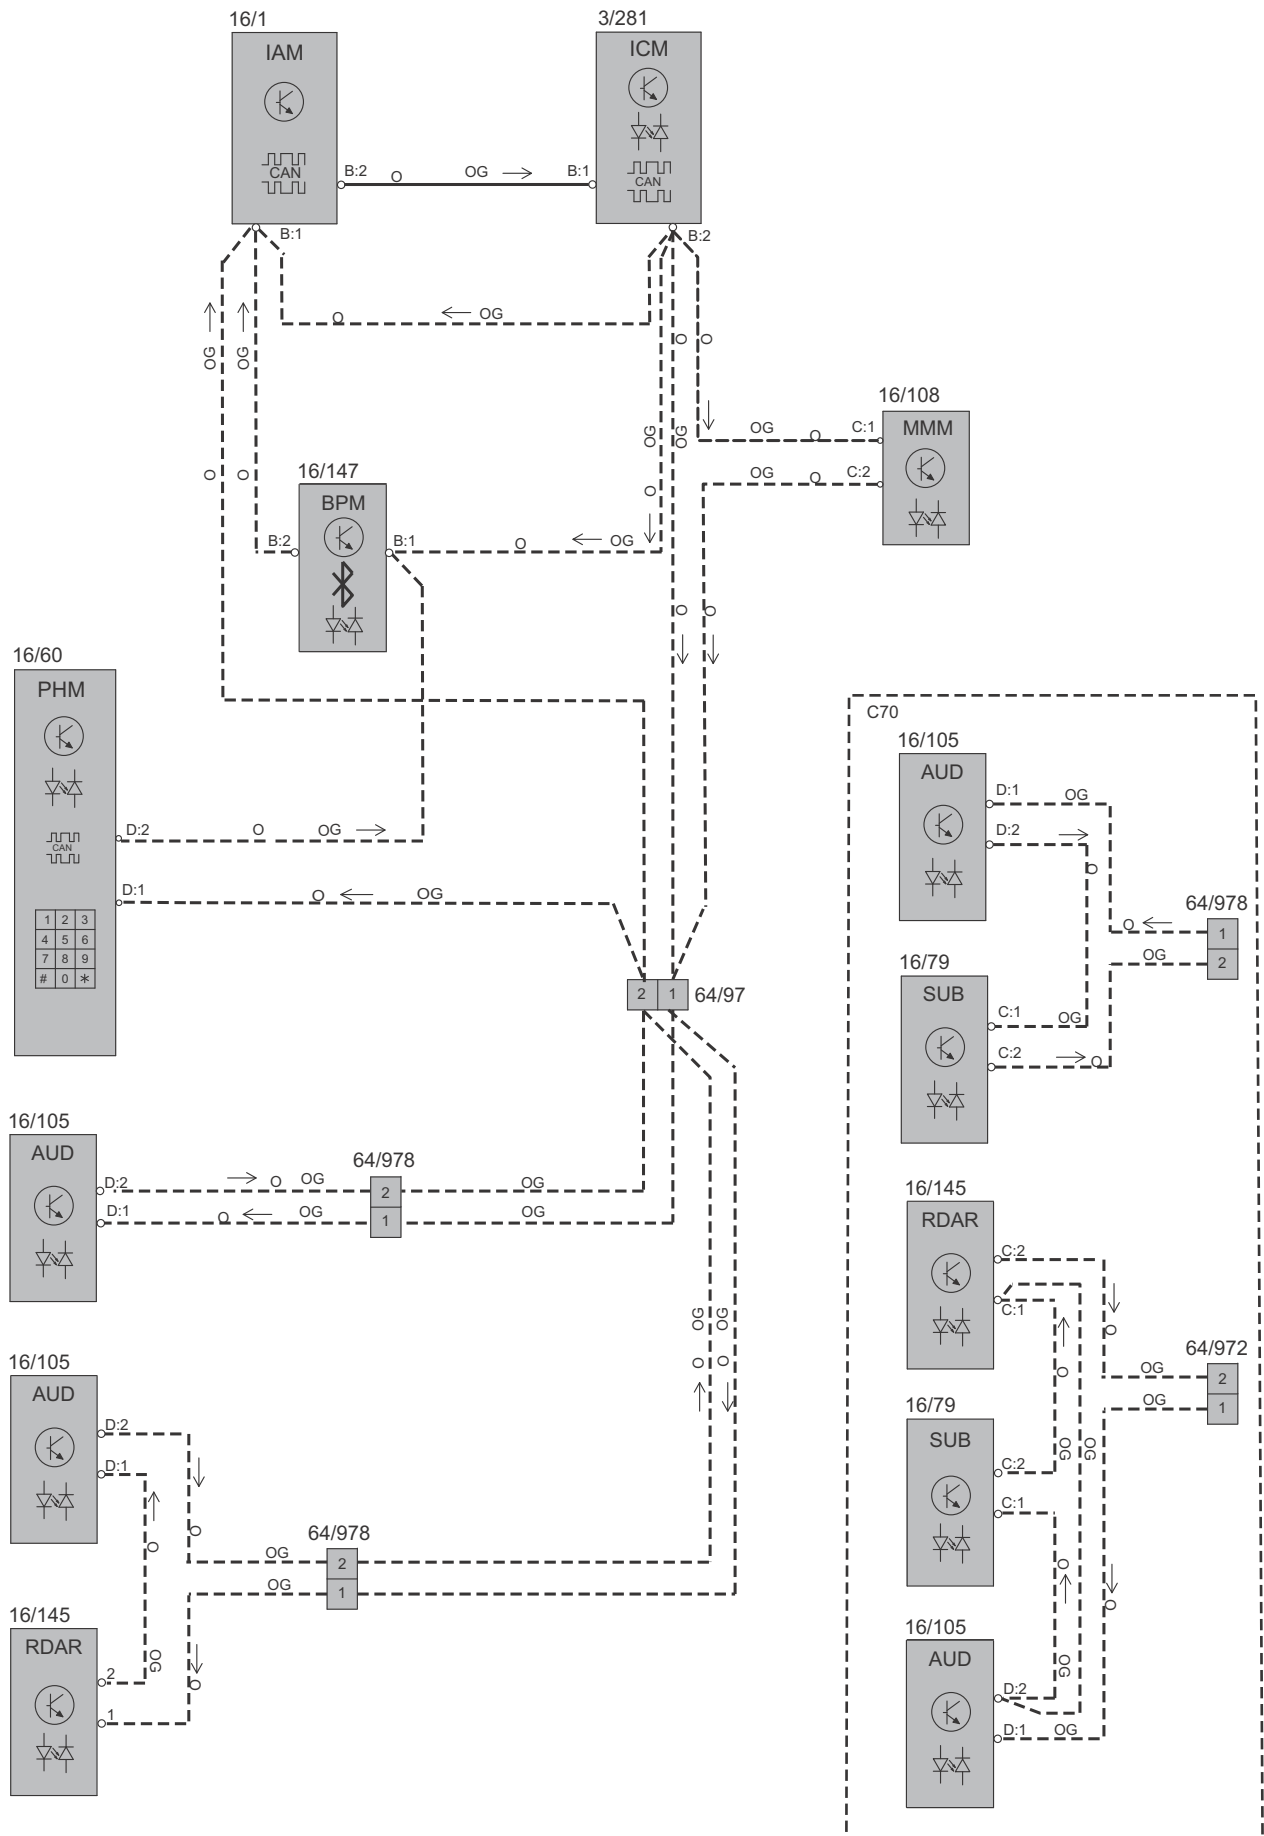 16/1
3/281
IAM
ICM
CAN
CAN
B:2 O OG B:1
B:1
B:2
O OG
OG OG
O O
O O
OG OG
O
16/108
MMM
OG O C:1
OG O C:2
16/147
BPM
B:2
B:1 O OG
O O
16/60
PHM
CAN
D:2 O OG
D:1 O OG
1 2 3
4 5 6
7 8 9
# 0 *
2 1 64/97
16/105
AUD
D:2 O OG
D:1 O OG
64/978
2 OG
1 OG
OG OG
O O
16/105
AUD
D:2
D:1
O
O
64/978
OG 2
OG 1
16/145
RDAR
2
1
OG
O
C70
16/105
AUD
D:1 OG
D:2
O
64/978
O 1
OG 2
16/79
SUB
C:1 OG
C:2 O
16/145
RDAR
C:2
C:1
O
O
64/972
OG 2
OG 1
16/79
SUB
OG OG
C:2
C:1
O
O
16/105
AUD
OG
D:2
D:1 OG